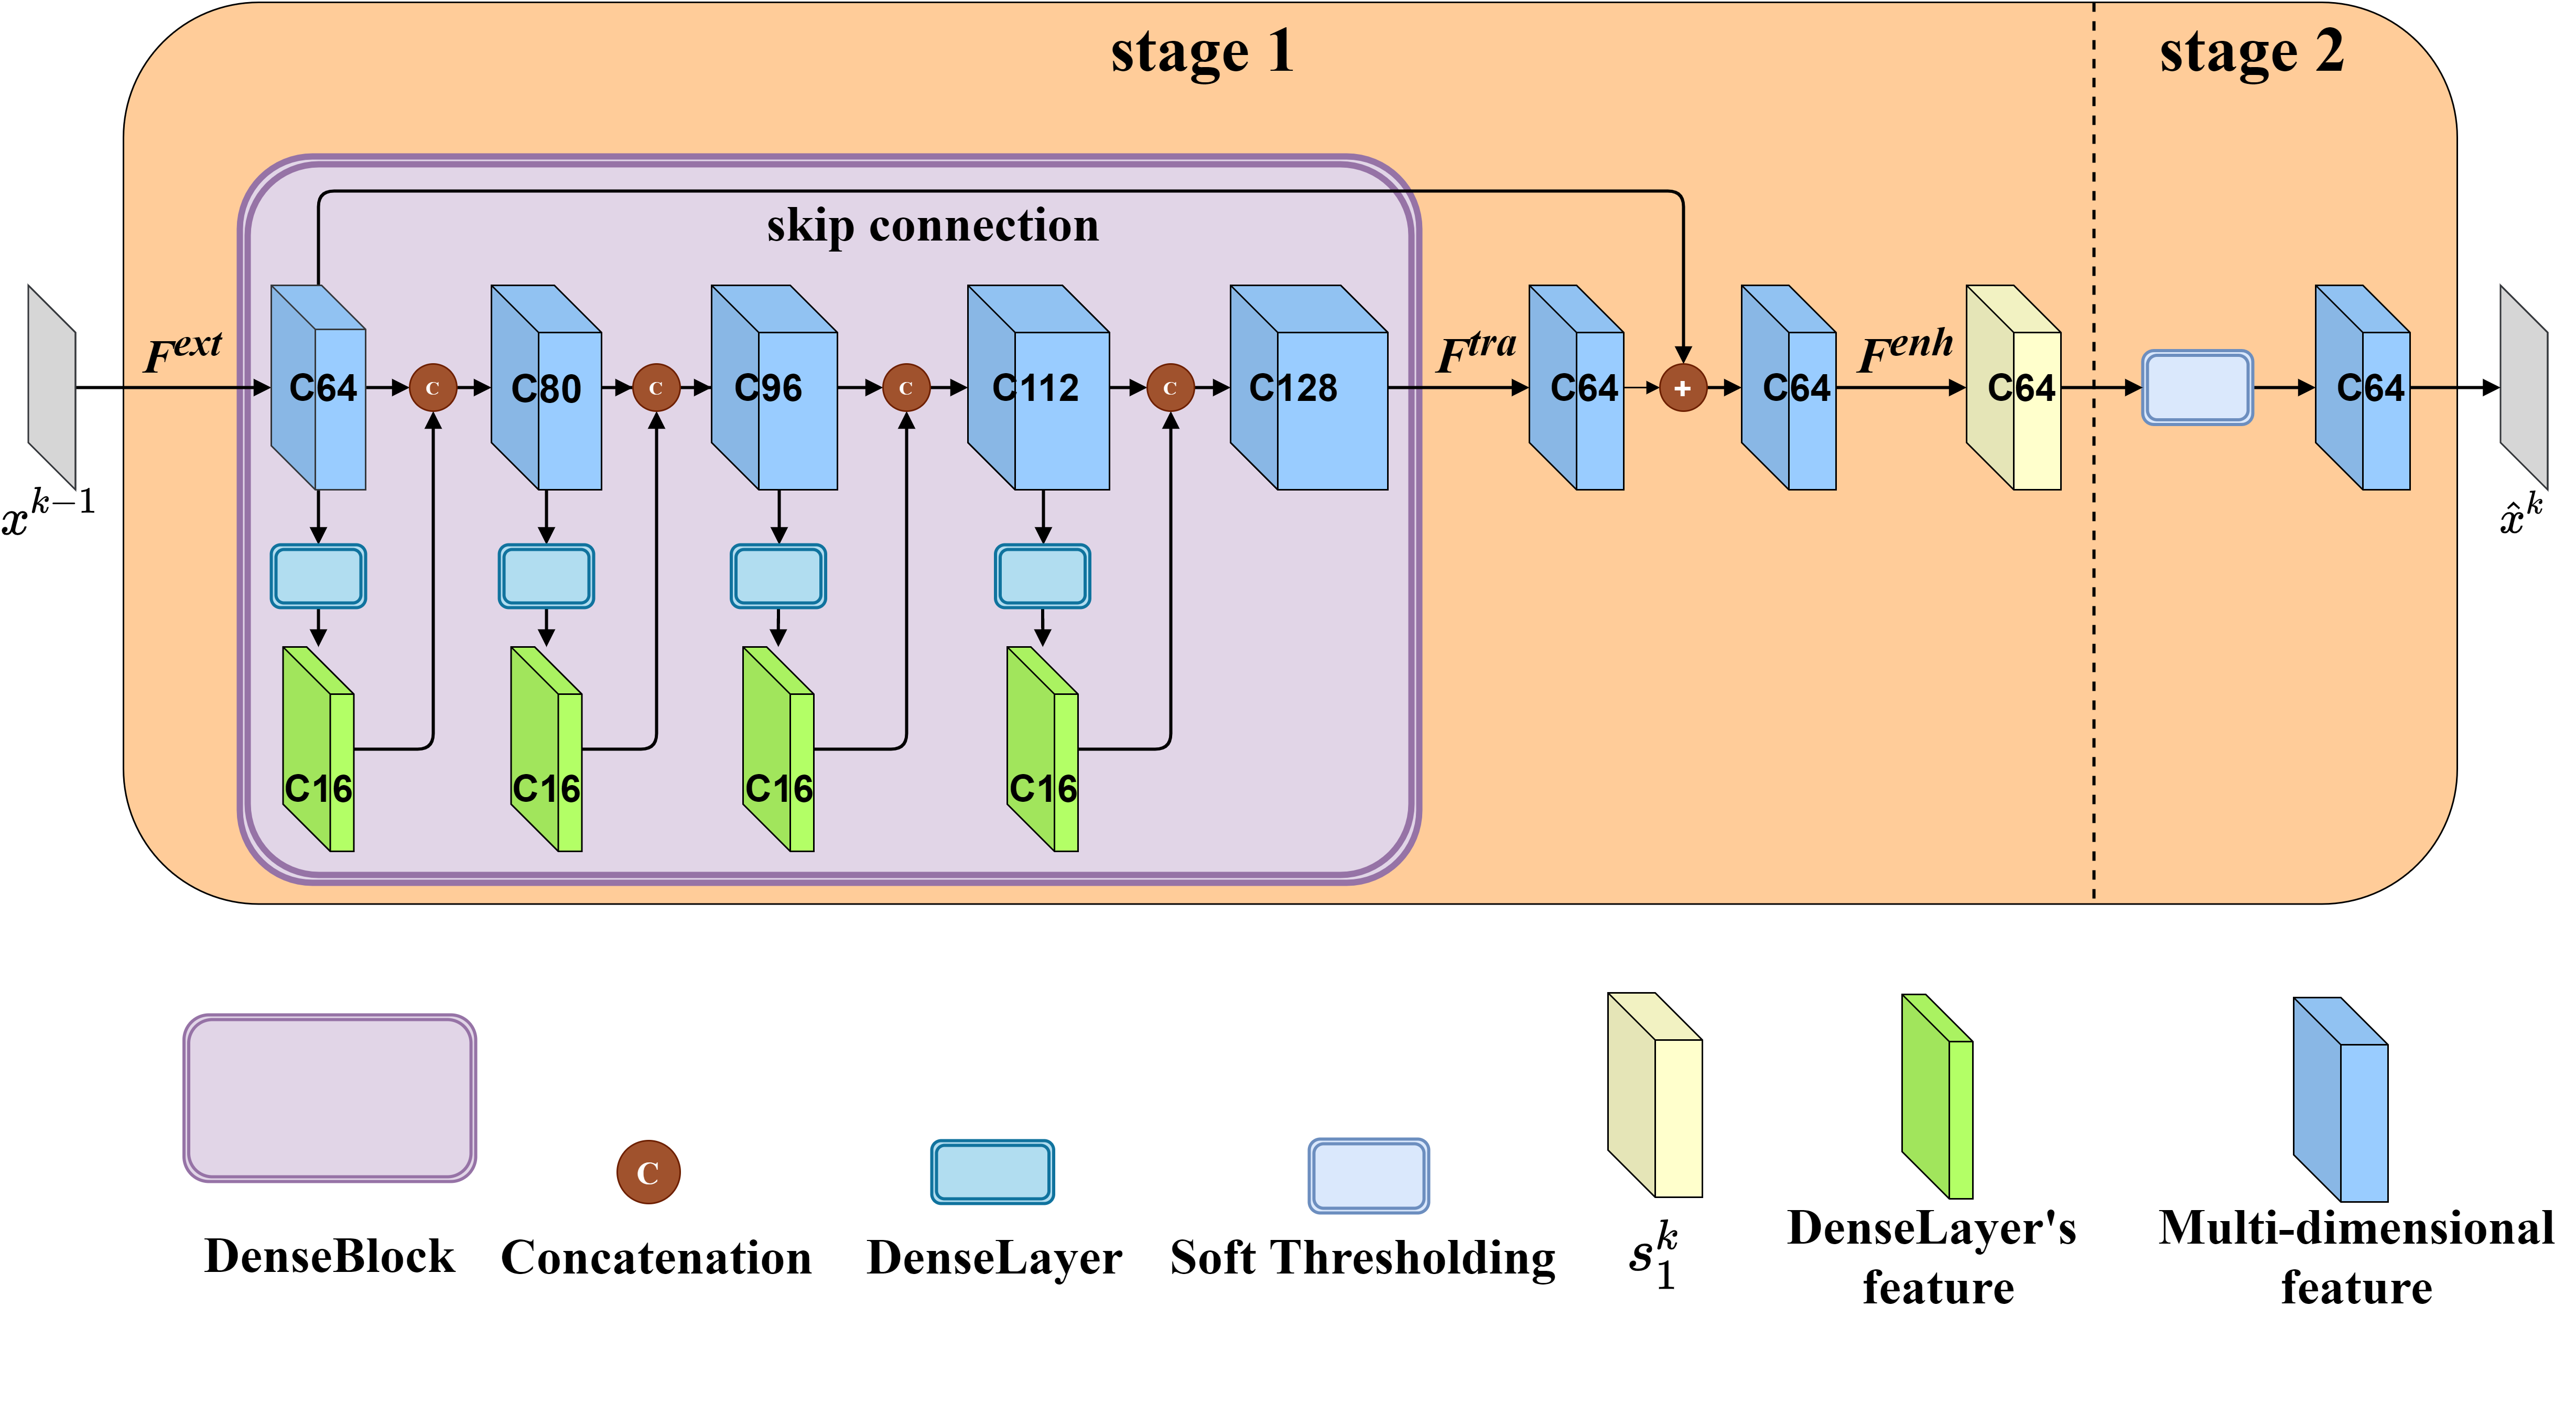 stage 1
stage 2
skip connection
F^ext
C64
C
C80
C
C96
C
C112
C
C128
F^tra
C64
+
C64
F^enh
C64
C64
x^{k−1}
x̂^k
C16
C16
C16
C16
C
DenseBlock
Concatenation
DenseLayer
Soft Thresholding
s_1^k
DenseLayer's
feature
Multi-dimensional
feature